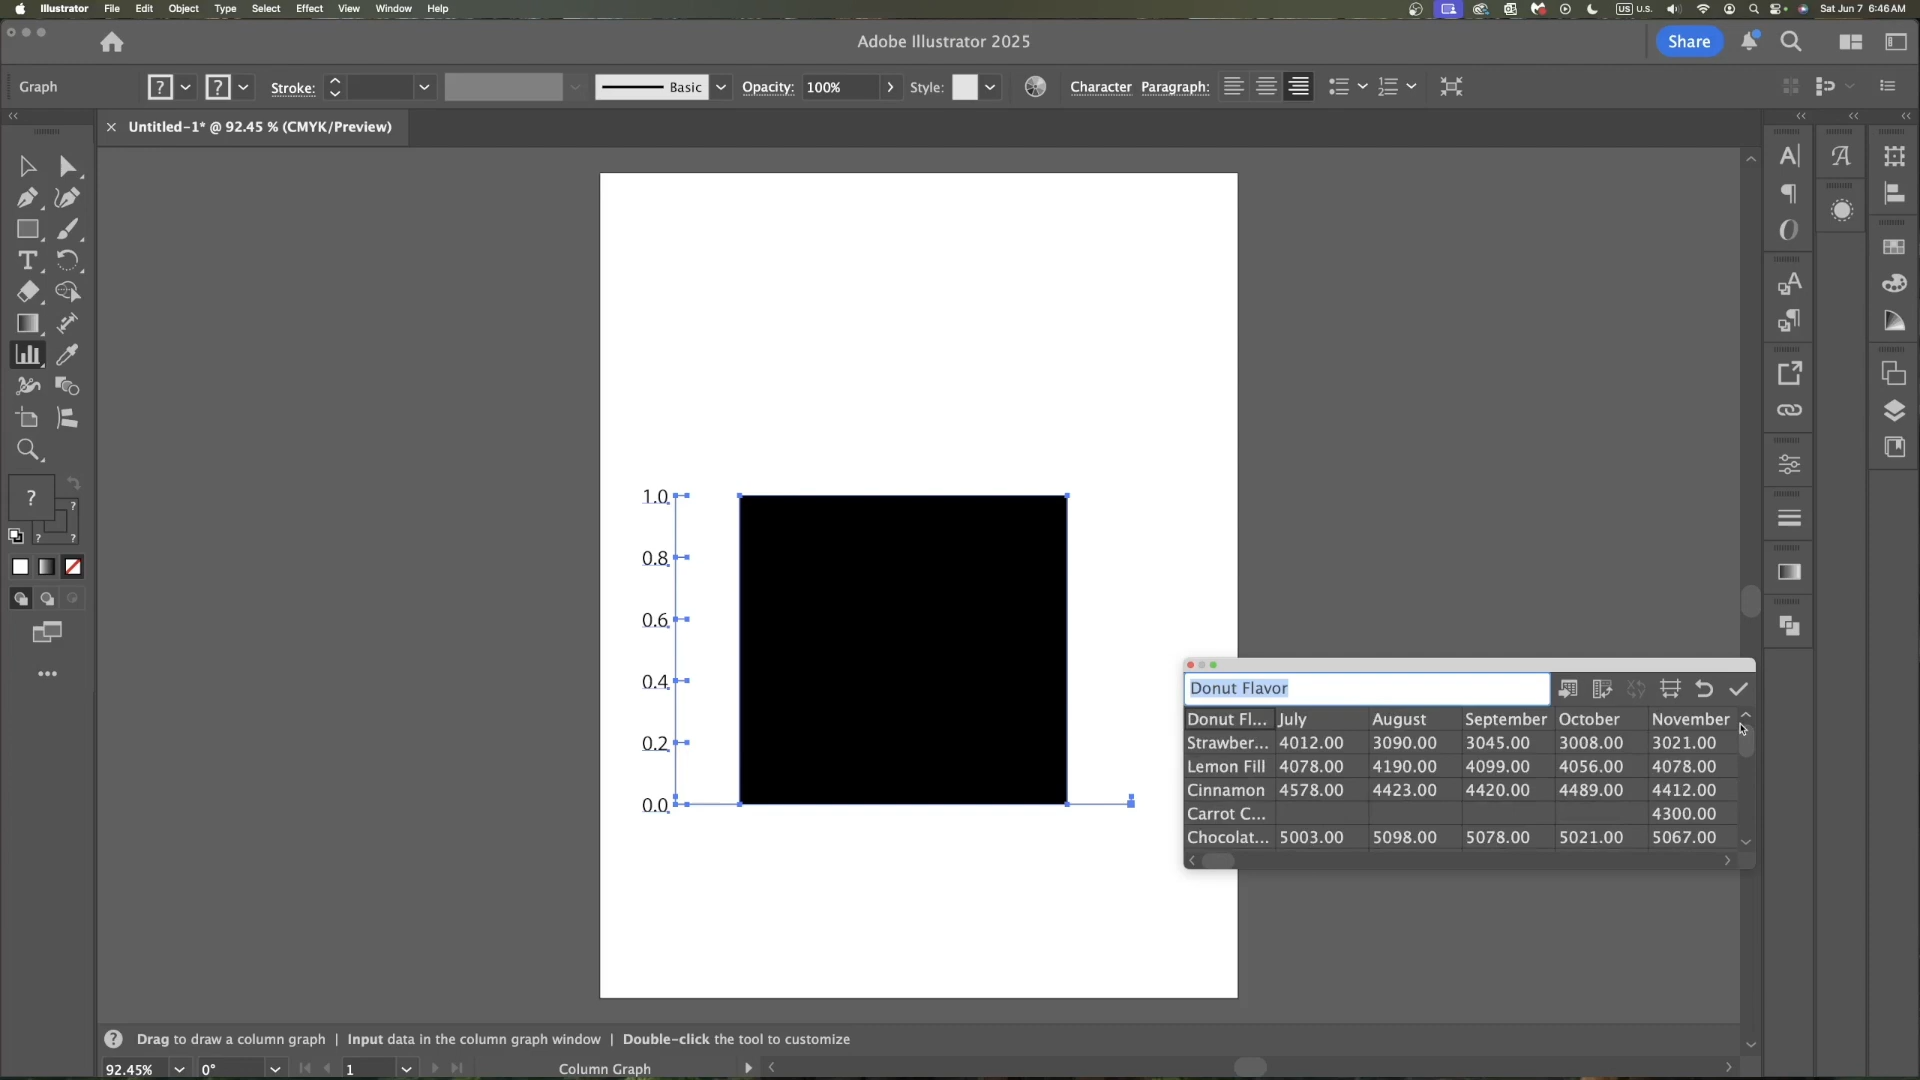 Illustrator File Edit Object Type Select Effect View Window Help US U.S. Sat Jun 7 6:46AM
Adobe Illustrator 2025 Share
Graph ? ? Stroke: Basic Opacity: 100% Style: Character Paragraph:
Untitled-1* @ 92.45 % (CMYK/Preview)
1.0
0.8
0.6
0.4
0.2
0.0
Donut Flavor
Donut Fl... July August September October November
Strawber... 4012.00 3090.00 3045.00 3008.00 3021.00
Lemon Fill 4078.00 4190.00 4099.00 4056.00 4078.00
Cinnamon 4578.00 4423.00 4420.00 4489.00 4412.00
Carrot C... 4300.00
Chocolat... 5003.00 5098.00 5078.00 5021.00 5067.00
Drag to draw a column graph | Input data in the column graph window | Double-click the tool to customize
92.45% 0° 1 Column Graph